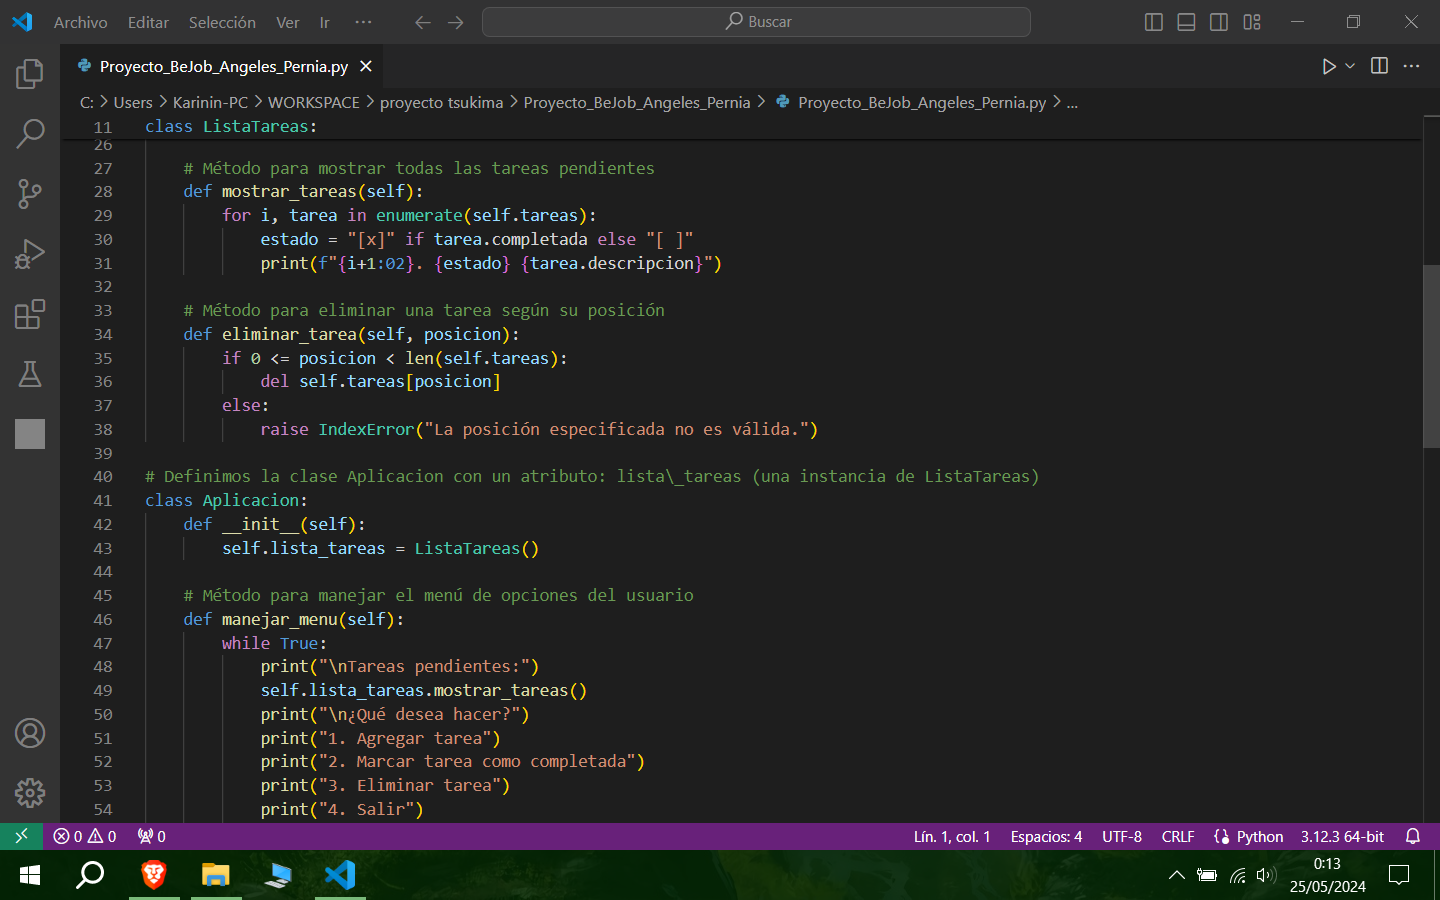 Archivo Editar Selección Ver Ir ··· Buscar
Proyecto_BeJob_Angeles_Pernia.py
C: > Users > Karinin-PC > WORKSPACE > proyecto tsukima > Proyecto_BeJob_Angeles_Pernia > Proyecto_BeJob_Angeles_Pernia.py > ...
11 class ListaTareas:
26
27 # Método para mostrar todas las tareas pendientes
28 def mostrar_tareas(self):
29 for i, tarea in enumerate(self.tareas):
30 estado = "[x]" if tarea.completada else "[ ]"
31 print(f"{i+1:02}. {estado} {tarea.descripcion}")
32
33 # Método para eliminar una tarea según su posición
34 def eliminar_tarea(self, posicion):
35 if 0 <= posicion < len(self.tareas):
36 del self.tareas[posicion]
37 else:
38 raise IndexError("La posición especificada no es válida.")
39
40 # Definimos la clase Aplicacion con un atributo: lista\_tareas (una instancia de ListaTareas)
41 class Aplicacion:
42 def __init__(self):
43 self.lista_tareas = ListaTareas()
44
45 # Método para manejar el menú de opciones del usuario
46 def manejar_menu(self):
47 while True:
48 print("\nTareas pendientes:")
49 self.lista_tareas.mostrar_tareas()
50 print("\n¿Qué desea hacer?")
51 print("1. Agregar tarea")
52 print("2. Marcar tarea como completada")
53 print("3. Eliminar tarea")
54 print("4. Salir")
0 0 0 Lín. 1, col. 1 Espacios: 4 UTF-8 CRLF Python 3.12.3 64-bit
0:13
25/05/2024